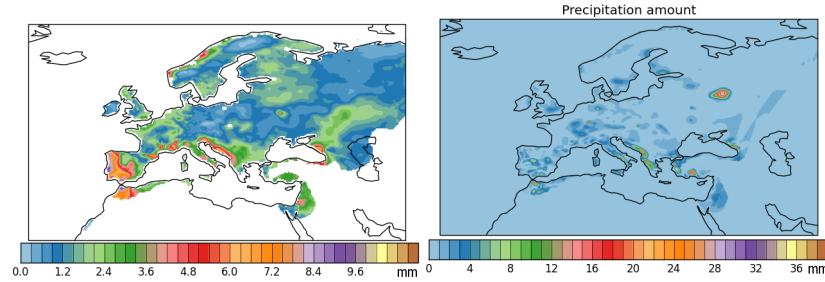 Precipitation amount
0.0 1.2 2.4 3.6 4.8 6.0 7.2 8.4 9.6 mm
0 4 8 12 16 20 24 28 32 36 mm